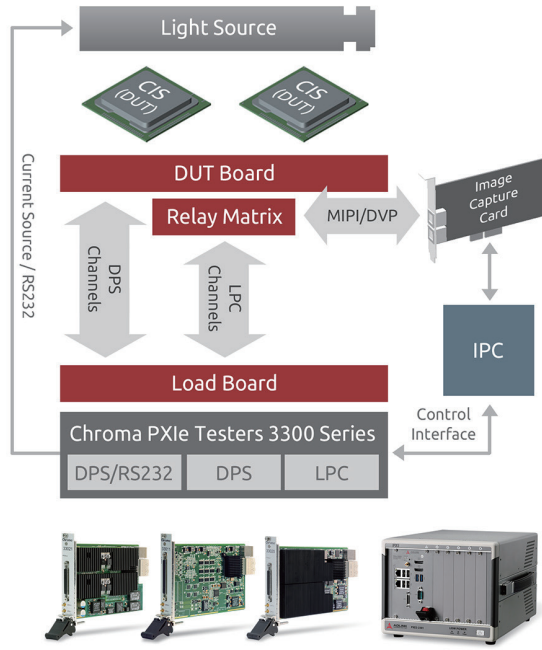 Light Source
CIS
(DUT)
CIS
(DUT)
DUT Board
Relay Matrix
MIPI/DVP
Image
Capture
Card
Current Source / RS232
DPS
Channels
LPC
Channels
IPC
Load Board
Control
Interface
Chroma PXIe Testers 3300 Series
DPS/RS232
DPS
LPC